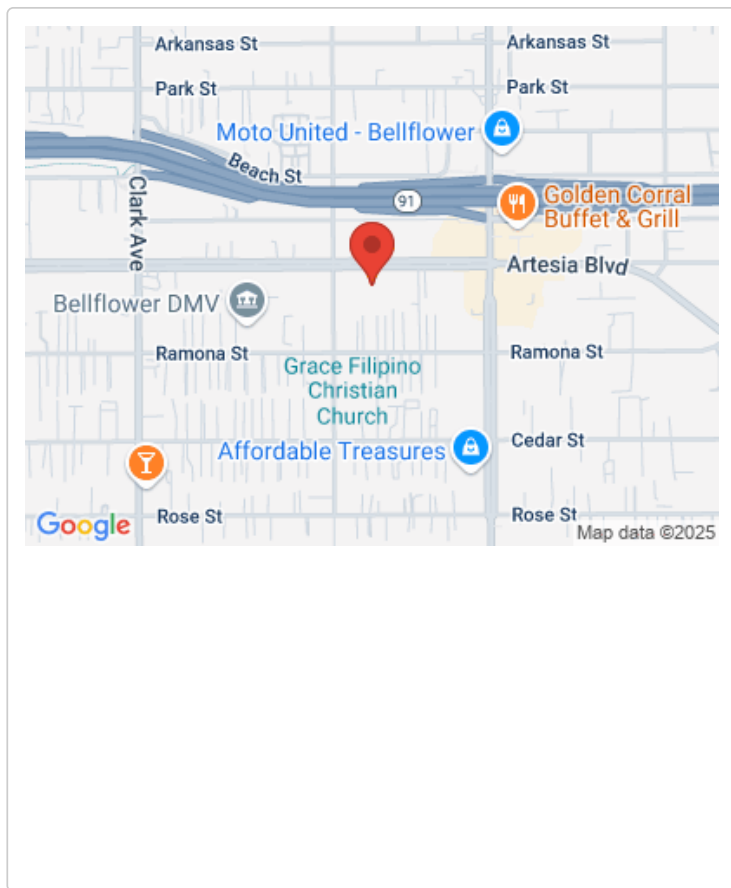 Arkansas St
Arkansas St
Park St
Park St
Moto United - Bellflower
Beach St
Clark Ave
91
Golden Corral
Buffet & Grill
Artesia Blvd
Bellflower DMV
Ramona St
Ramona St
Grace Filipino
Christian
Church
Cedar St
Affordable Treasures
Rose St
Rose St
Google
Map data ©2025